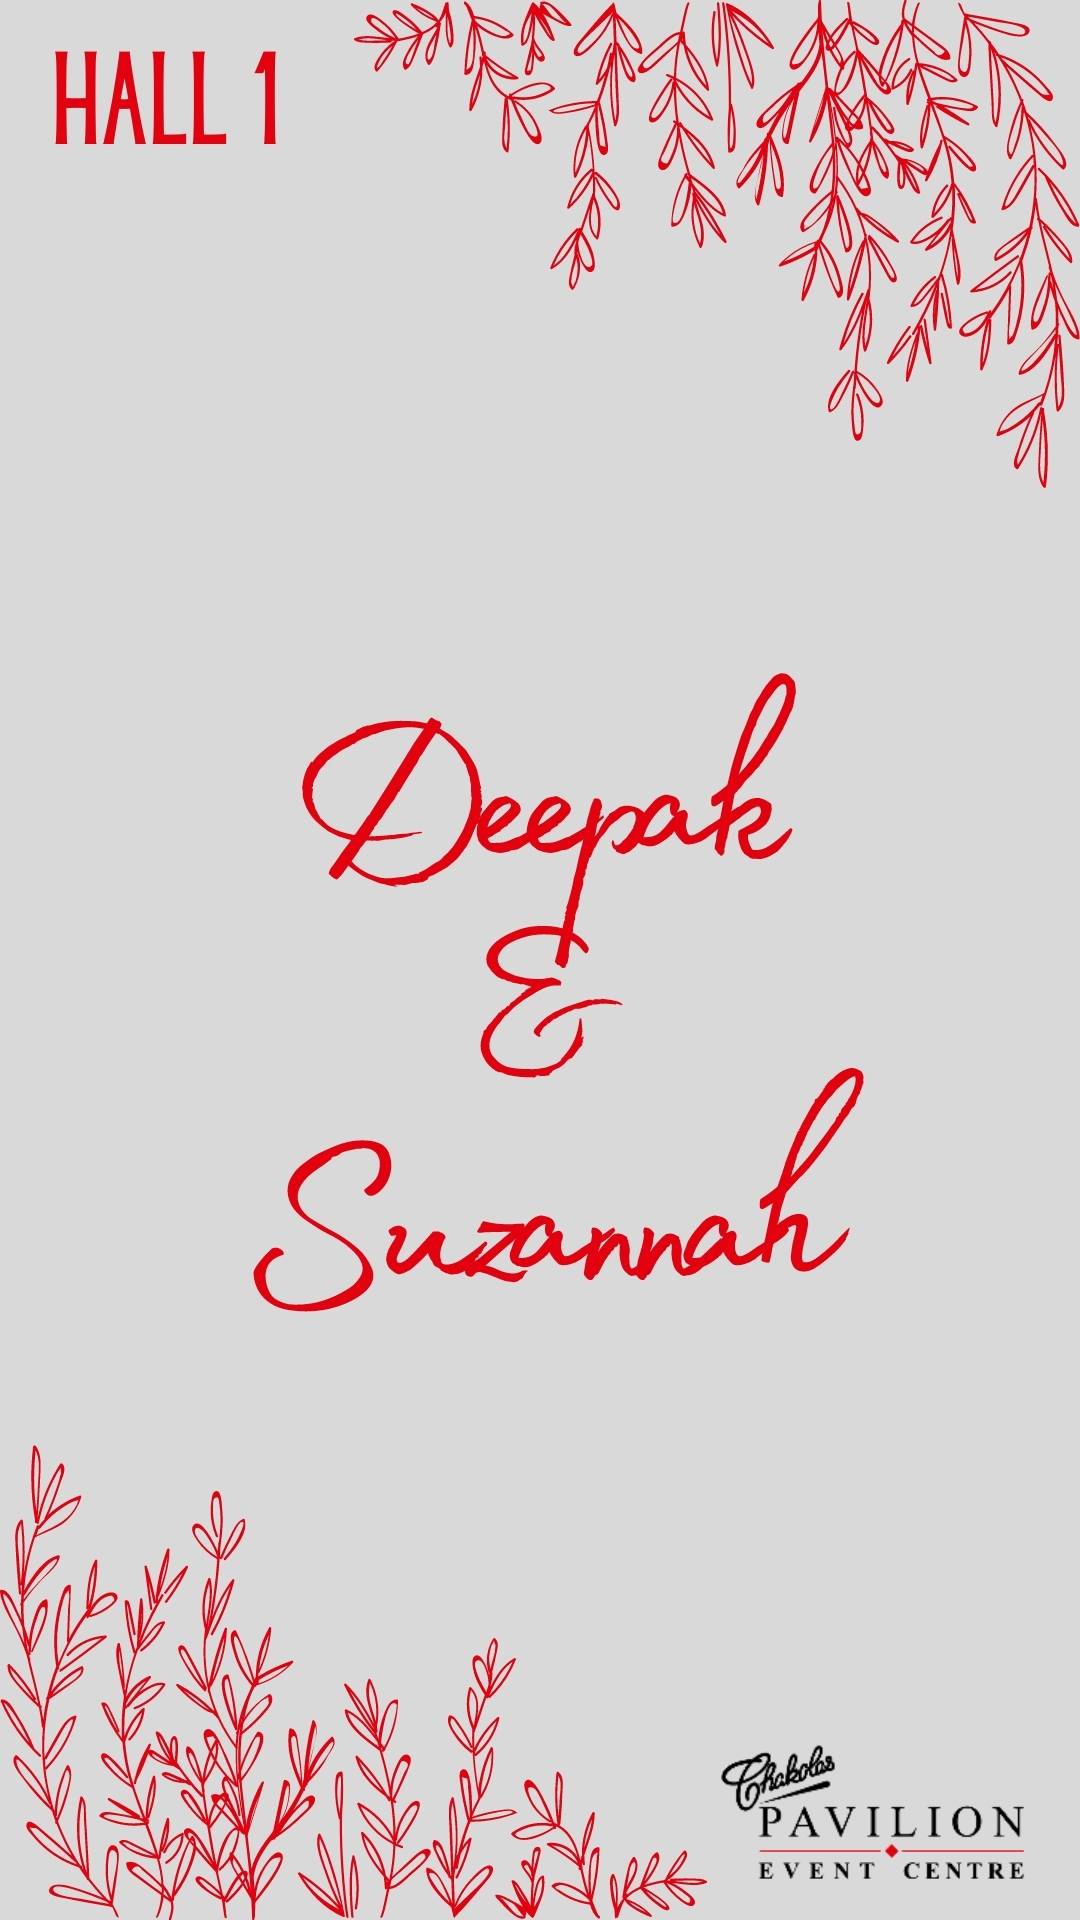 HALL 1
Deepak
&
Suzannah
Chakolas
PAVILION
EVENT CENTRE